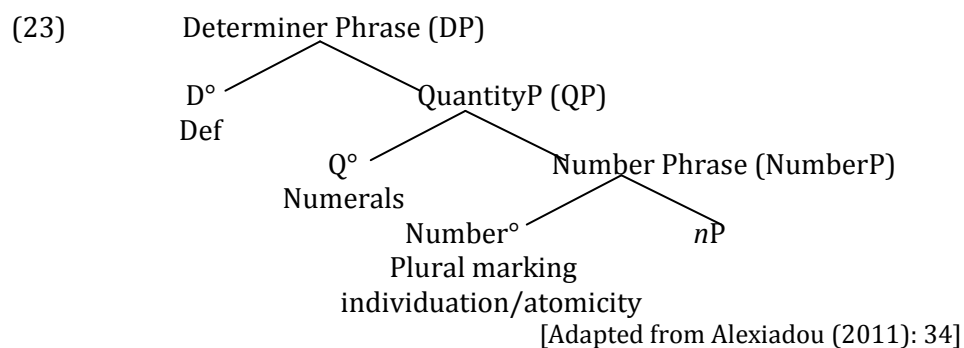 (23) Determiner Phrase (DP)
D° QuantityP (QP)
Def
Q° Number Phrase (NumberP)
Numerals
Number° nP
Plural marking
individuation/atomicity
[Adapted from Alexiadou (2011): 34]